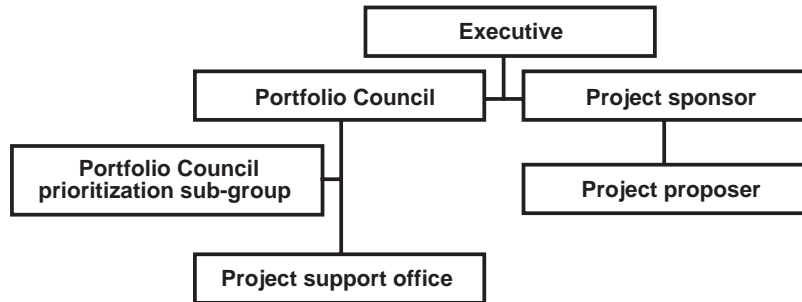 Executive
Portfolio Council
Project sponsor
Portfolio Council
prioritization sub-group
Project proposer
Project support office